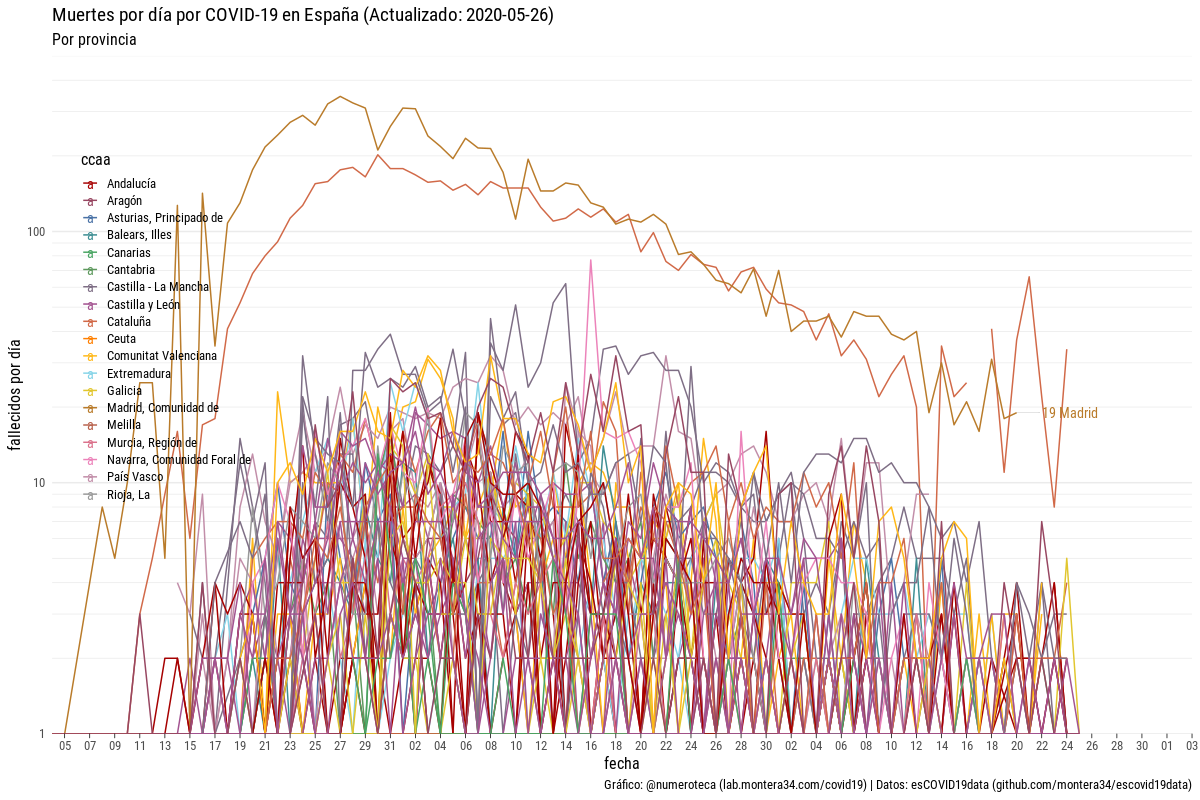 Muertes por día por COVID-19 en España (Actualizado: 2020-05-26)
Por provincia
fallecidos por día
100
10
1
ccaa
Andalucía
Aragón
Asturias, Principado de
Balears, Illes
Canarias
Cantabria
Castilla - La Mancha
Castilla y León
Cataluña
Ceuta
Comunitat Valenciana
Extremadura
Galicia
Madrid, Comunidad de
Melilla
Murcia, Región de
Navarra, Comunidad Foral de
País Vasco
Rioja, La
19 Madrid
05 07 09 11 13 15 17 19 21 23 25 27 29 31 02 04 06 08 10 12 14 16 18 20 22 24 26 28 30 02 04 06 08 10 12 14 16 18 20 22 24 26 28 30 01 03
fecha
Gráfico: @numeroteca (lab.montera34.com/covid19) | Datos: esCOVID19data (github.com/montera34/escovid19data)